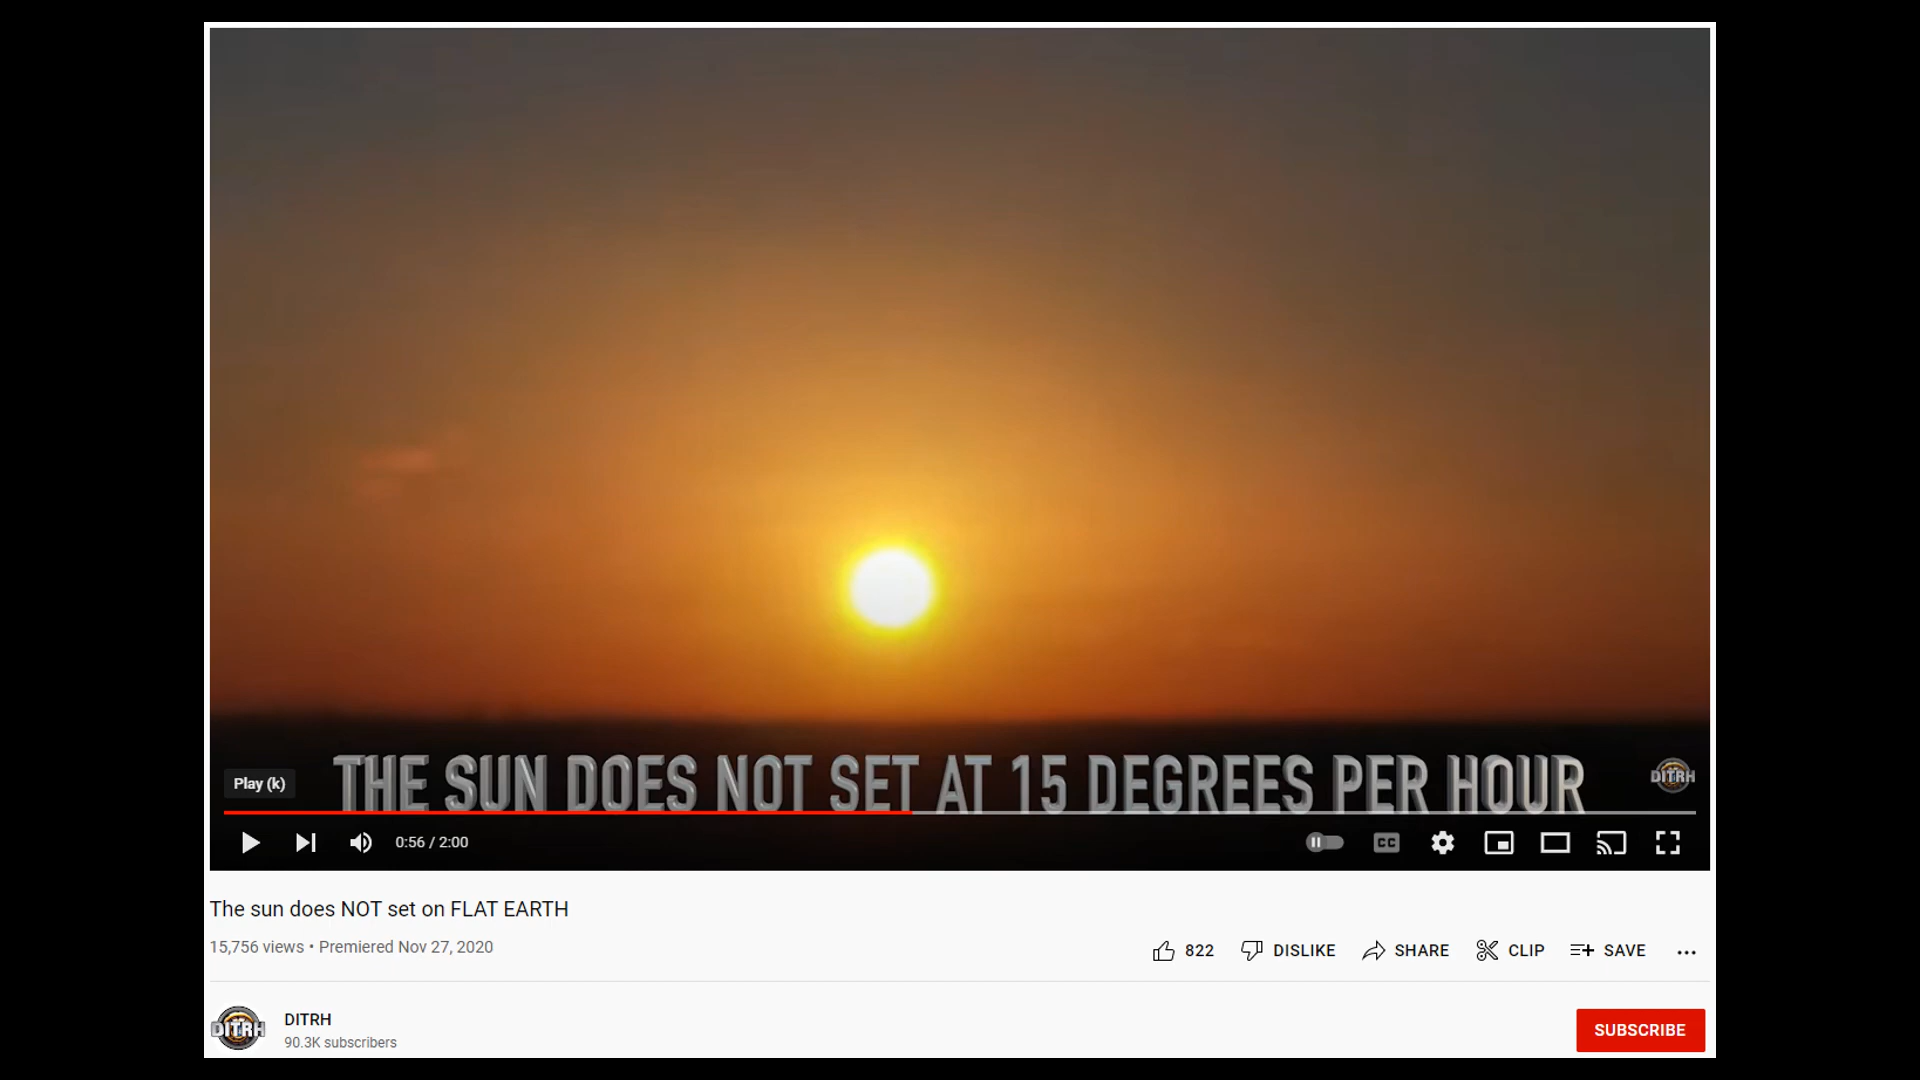 THE SUN DOES NOT SET AT 15 DEGREES PER HOUR
DITRH
Play (k)
0:56 / 2:00
CC
The sun does NOT set on FLAT EARTH
15,756 views • Premiered Nov 27, 2020
822 DISLIKE SHARE CLIP SAVE ...
DITRH
DITRH
90.3K subscribers
SUBSCRIBE